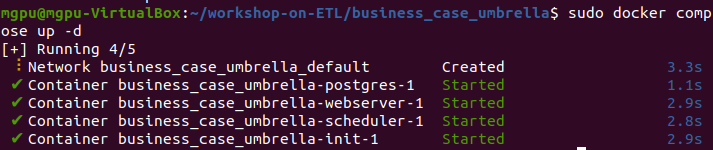 mgpu@mgpu-VirtualBox:~/workshop-on-ETL/business_case_umbrella$ sudo docker comp
ose up -d
[+] Running 4/5
⠸ Network business_case_umbrella_default Created 3.3s
✔ Container business_case_umbrella-postgres-1 Started 1.1s
✔ Container business_case_umbrella-webserver-1 Started 2.9s
✔ Container business_case_umbrella-scheduler-1 Started 2.8s
✔ Container business_case_umbrella-init-1 Started 2.9s